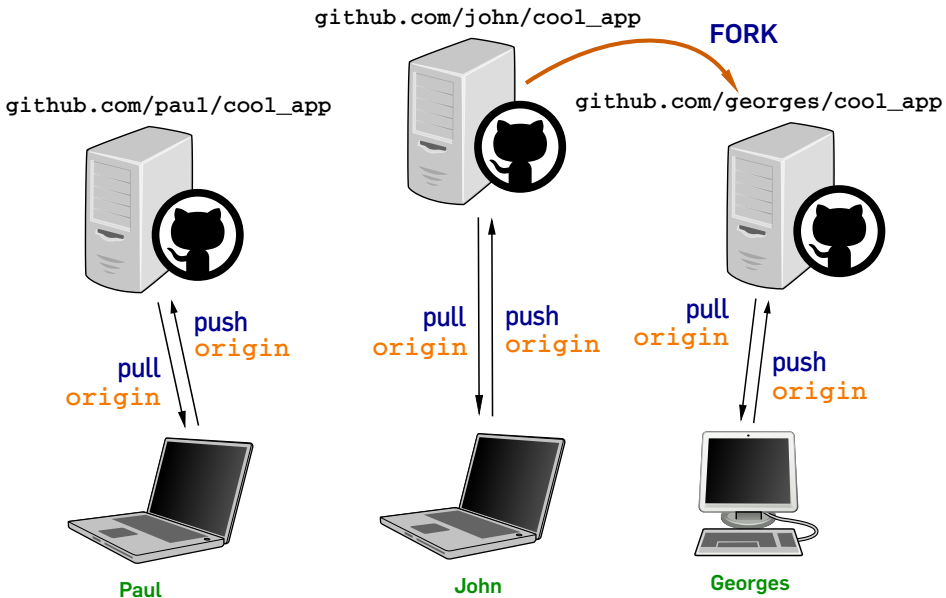 github.com/john/cool_app
FORK
github.com/paul/cool_app
github.com/georges/cool_app
push
origin
pull
origin
pull
origin
push
origin
pull
origin
push
origin
Paul
John
Georges